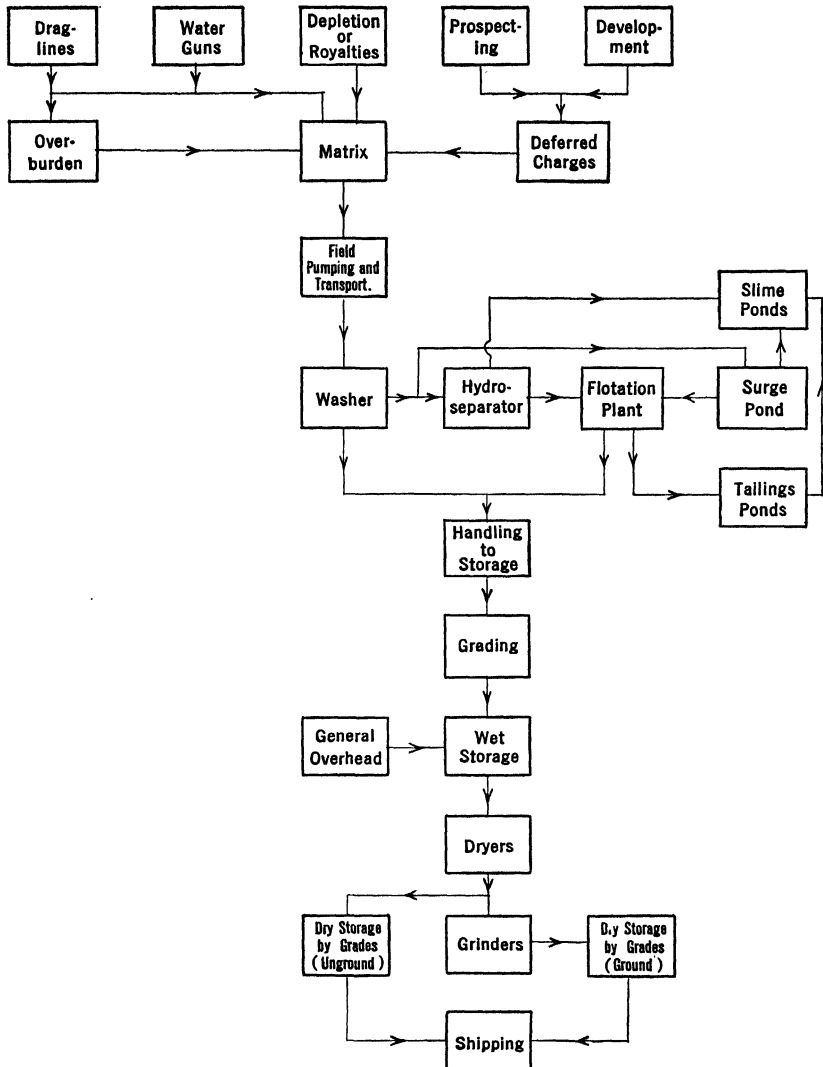 Drag-
lines
Water
Guns
Depletion
or
Royalties
Prospect-
ing
Develop-
ment
Over-
burden
Matrix
Deferred
Charges
Field
Pumping and
Transport.
Slime
Ponds
Washer
Hydro-
separator
Flotation
Plant
Surge
Pond
Tailings
Ponds
Handling
to
Storage
Grading
General
Overhead
Wet
Storage
Dryers
Dry Storage
by Grades
(Unground)
Grinders
D.y Storage
by Grades
(Ground)
Shipping